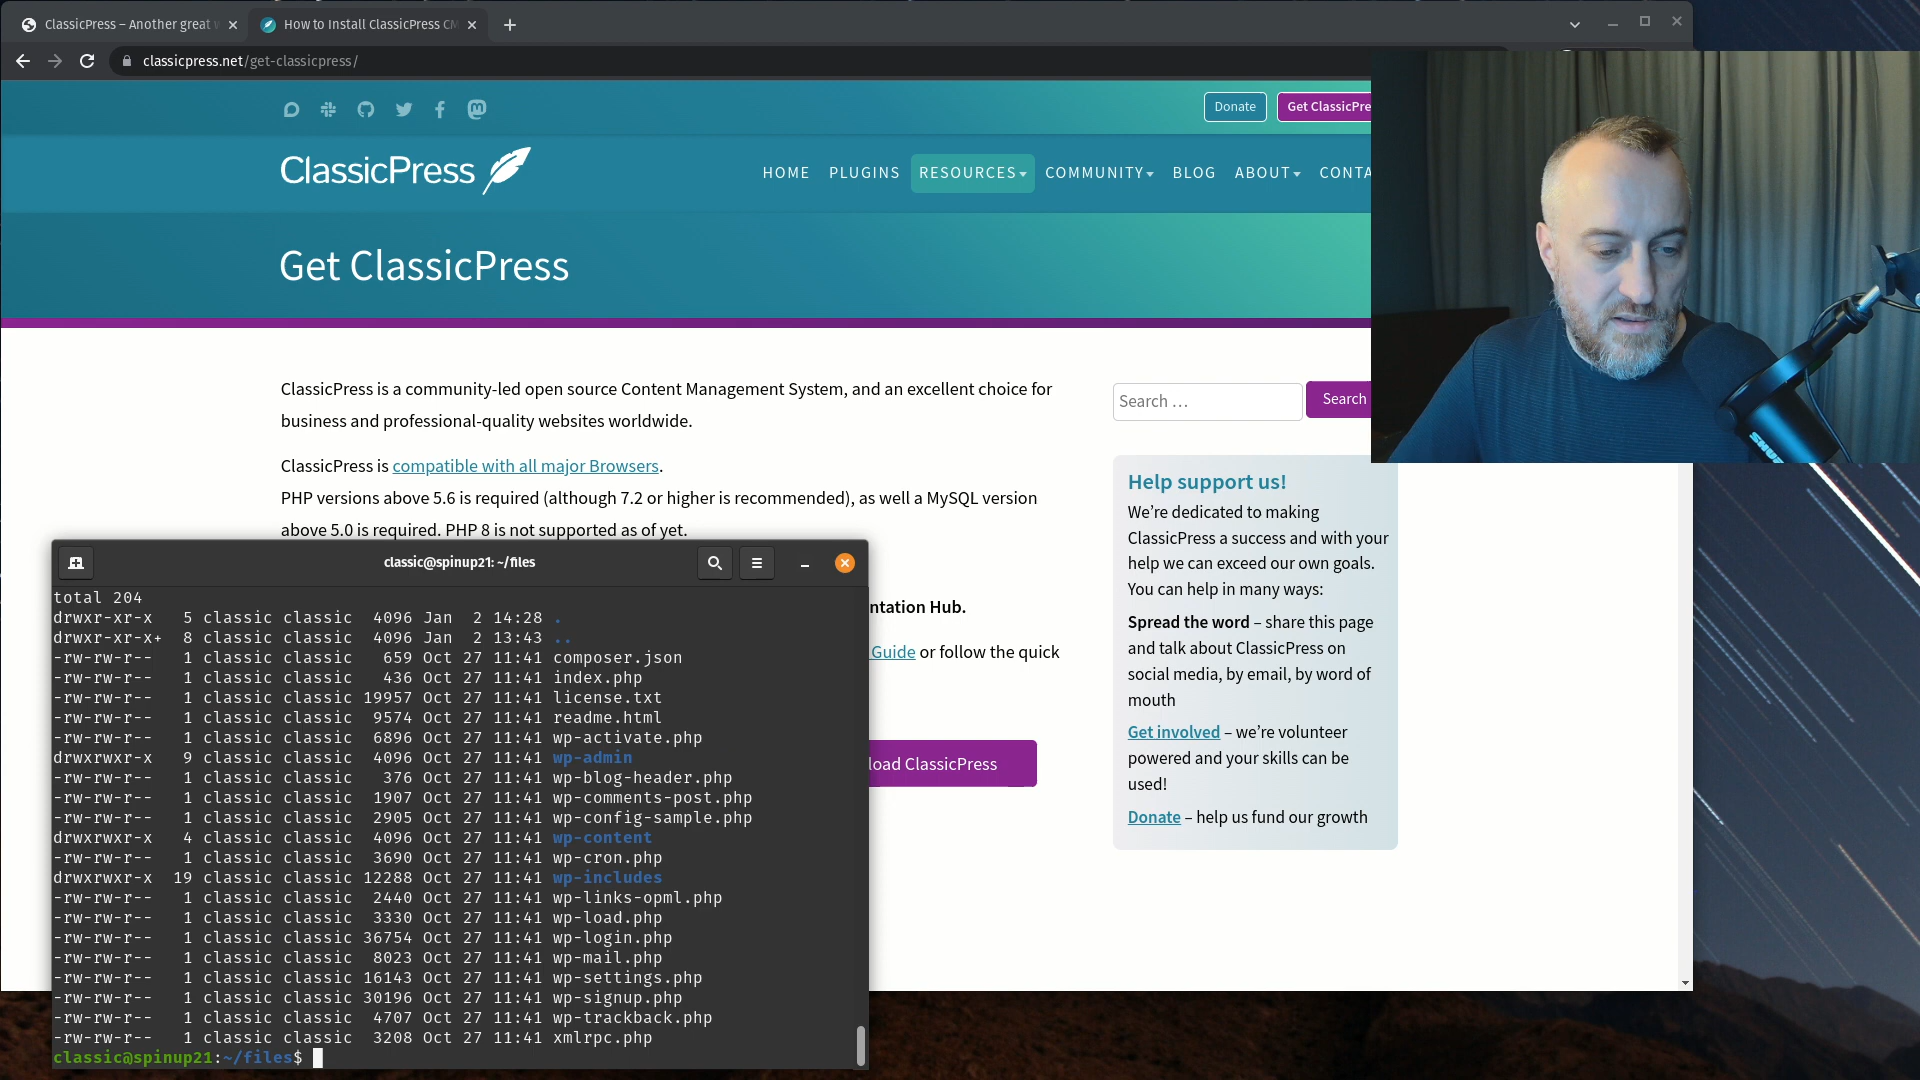 ClassicPress – Another great
How to Install ClassicPress CM
classicpress.net/get-classicpress/
Donate
Get ClassicPre
ClassicPress
HOME PLUGINS RESOURCES COMMUNITY BLOG ABOUT CONTA
Get ClassicPress
ClassicPress is a community-led open source Content Management System, and an excellent choice for
business and professional-quality websites worldwide.
ClassicPress is compatible with all major Browsers.
PHP versions above 5.6 is required (although 7.2 or higher is recommended), as well a MySQL version
above 5.0 is required. PHP 8 is not supported as of yet.
ntation Hub.
Guide or follow the quick
load ClassicPress
Search …
Search
Help support us!
We’re dedicated to making
ClassicPress a success and with your
help we can exceed our own goals.
You can help in many ways:
Spread the word – share this page
and talk about ClassicPress on
social media, by email, by word of
mouth
Get involved – we’re volunteer
powered and your skills can be
used!
Donate – help us fund our growth
classic@spinup21: ~/files
total 204
drwxr-xr-x 5 classic classic 4096 Jan 2 14:28 .
drwxr-xr-x+ 8 classic classic 4096 Jan 2 13:43 ..
-rw-rw-r-- 1 classic classic 659 Oct 27 11:41 composer.json
-rw-rw-r-- 1 classic classic 436 Oct 27 11:41 index.php
-rw-rw-r-- 1 classic classic 19957 Oct 27 11:41 license.txt
-rw-rw-r-- 1 classic classic 9574 Oct 27 11:41 readme.html
-rw-rw-r-- 1 classic classic 6896 Oct 27 11:41 wp-activate.php
drwxrwxr-x 9 classic classic 4096 Oct 27 11:41 wp-admin
-rw-rw-r-- 1 classic classic 376 Oct 27 11:41 wp-blog-header.php
-rw-rw-r-- 1 classic classic 1907 Oct 27 11:41 wp-comments-post.php
-rw-rw-r-- 1 classic classic 2905 Oct 27 11:41 wp-config-sample.php
drwxrwxr-x 4 classic classic 4096 Oct 27 11:41 wp-content
-rw-rw-r-- 1 classic classic 3690 Oct 27 11:41 wp-cron.php
drwxrwxr-x 19 classic classic 12288 Oct 27 11:41 wp-includes
-rw-rw-r-- 1 classic classic 2440 Oct 27 11:41 wp-links-opml.php
-rw-rw-r-- 1 classic classic 3330 Oct 27 11:41 wp-load.php
-rw-rw-r-- 1 classic classic 36754 Oct 27 11:41 wp-login.php
-rw-rw-r-- 1 classic classic 8023 Oct 27 11:41 wp-mail.php
-rw-rw-r-- 1 classic classic 16143 Oct 27 11:41 wp-settings.php
-rw-rw-r-- 1 classic classic 30196 Oct 27 11:41 wp-signup.php
-rw-rw-r-- 1 classic classic 4707 Oct 27 11:41 wp-trackback.php
-rw-rw-r-- 1 classic classic 3208 Oct 27 11:41 xmlrpc.php
classic@spinup21:~/files$